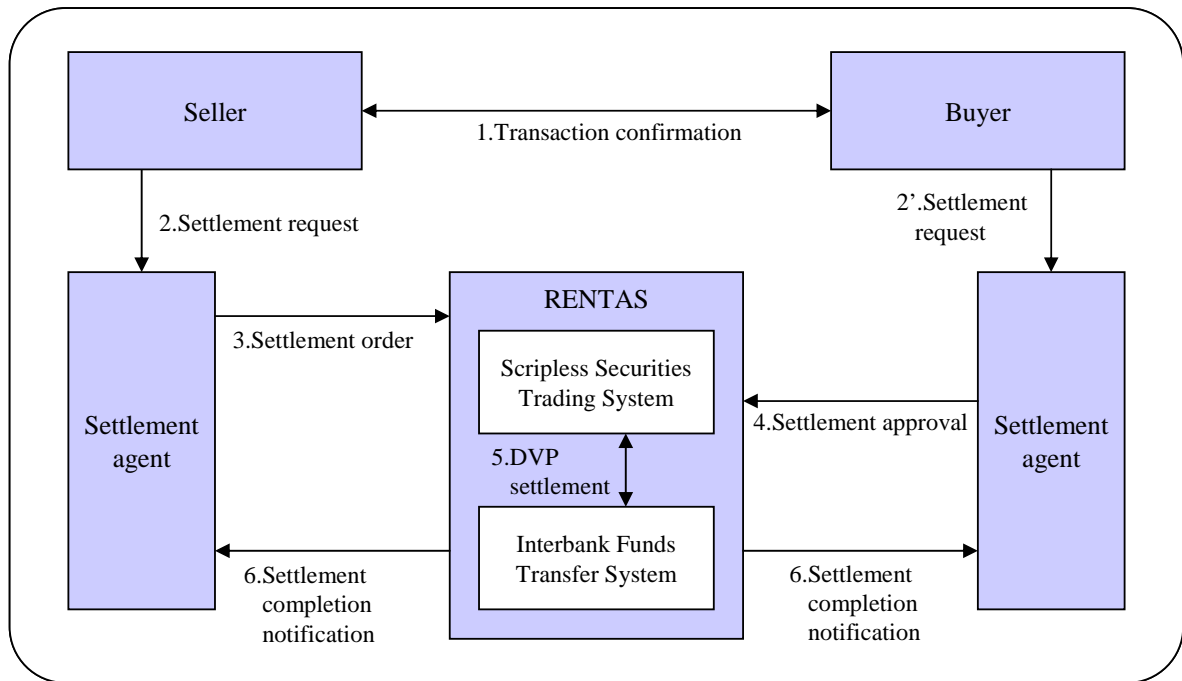 Seller
Buyer
1.Transaction confirmation
2.Settlement request
2’.Settlement
request
RENTAS
3.Settlement order
Scripless Securities
Trading System
4.Settlement approval
Settlement
agent
Settlement
agent
5.DVP
settlement
Interbank Funds
Transfer System
6.Settlement
completion
notification
6.Settlement
completion
notification